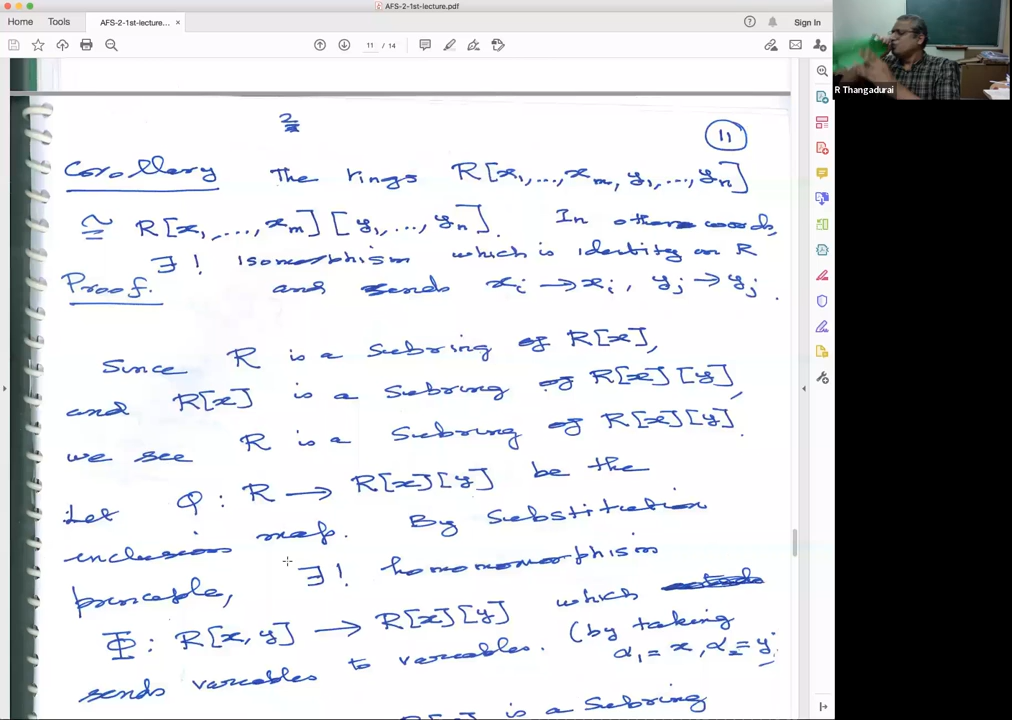 AFS-2-1st-lecture.pdf
Home Tools AFS-2-1st-lecture... × Sign In
11 / 14
R Thangadurai
2
11
Corollary The rings R[x₁,...,xₘ, y₁,...,yₙ]
≅ R[x₁,...,xₘ][y₁,...,yₙ]. In other words,
∃! isomorphism which is identity on R
Proof. and sends xᵢ → xᵢ, yⱼ → yⱼ.
Since R is a subring of R[x],
and R[x] is a subring of R[x][y],
we see R is a subring of R[x][y].
Let φ: R → R[x][y] be the
inclusion map. By substitution
principle, ∃! homomorphism
Φ: R[x,y] → R[x][y] which
sends variables to variables. (by taking
α₁ = x, α₂ = y.
R[x] is a subring